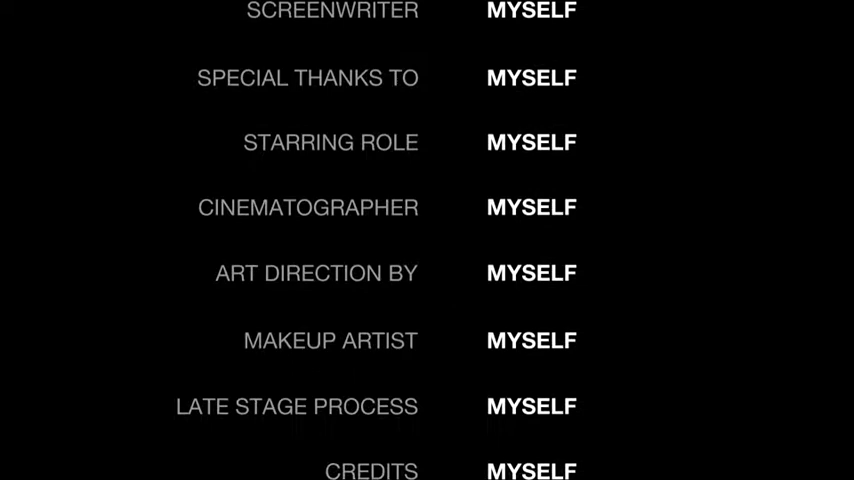 SCREENWRITER MYSELF
SPECIAL THANKS TO MYSELF
STARRING ROLE MYSELF
CINEMATOGRAPHER MYSELF
ART DIRECTION BY MYSELF
MAKEUP ARTIST MYSELF
LATE STAGE PROCESS MYSELF
CREDITS MYSELF